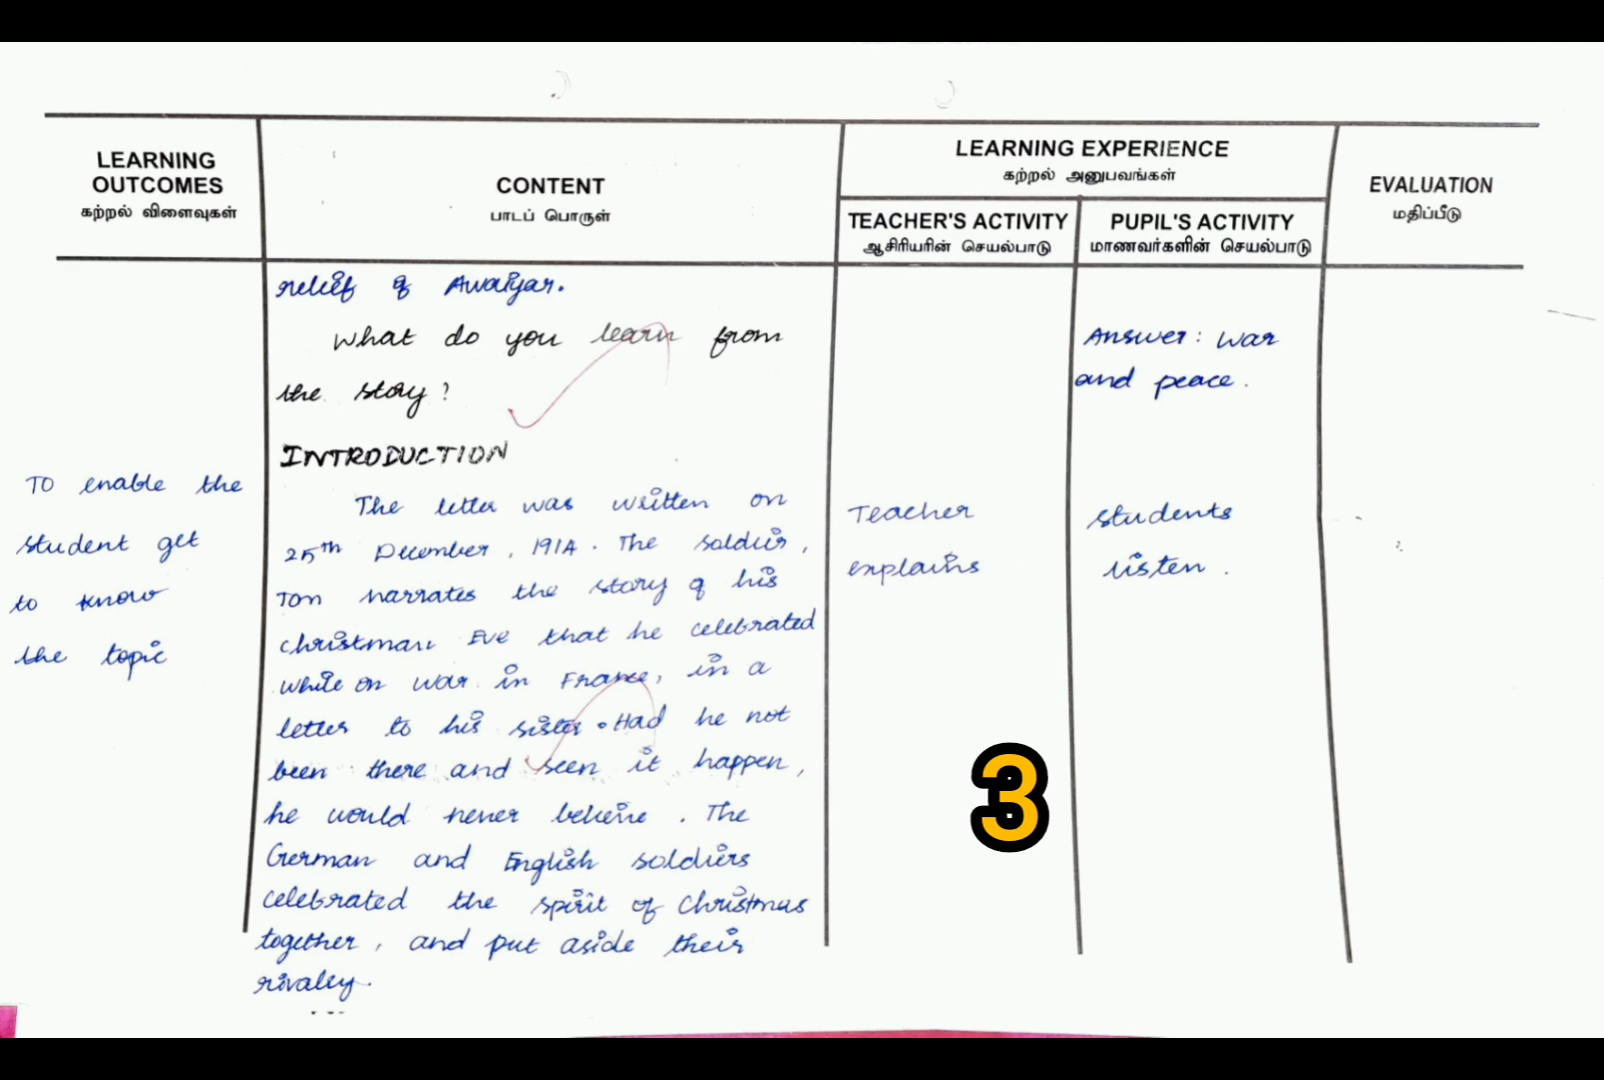 LEARNING
OUTCOMES
கற்றல் விளைவுகள்
CONTENT
பாடப் பொருள்
LEARNING EXPERIENCE
கற்றல் அனுபவங்கள்
TEACHER'S ACTIVITY
ஆசிரியரின் செயல்பாடு
PUPIL'S ACTIVITY
மாணவர்களின் செயல்பாடு
EVALUATION
மதிப்பீடு
relief of Awaiyar.
What do you learn from
the story?
Answer: war
and peace.
INTRODUCTION
To enable the
student get
to know
the topic
The letter was written on
25th December, 1914. The soldier,
Tom narrates the story of his
christmas Eve that he celebrated
while on war in France, in a
letter to his sister. Had he not
been there and seen it happen,
he would never believe. The
German and English soldiers
celebrated the spirit of Christmas
together, and put aside their
rivalry.
Teacher
explains
students
listen.
3